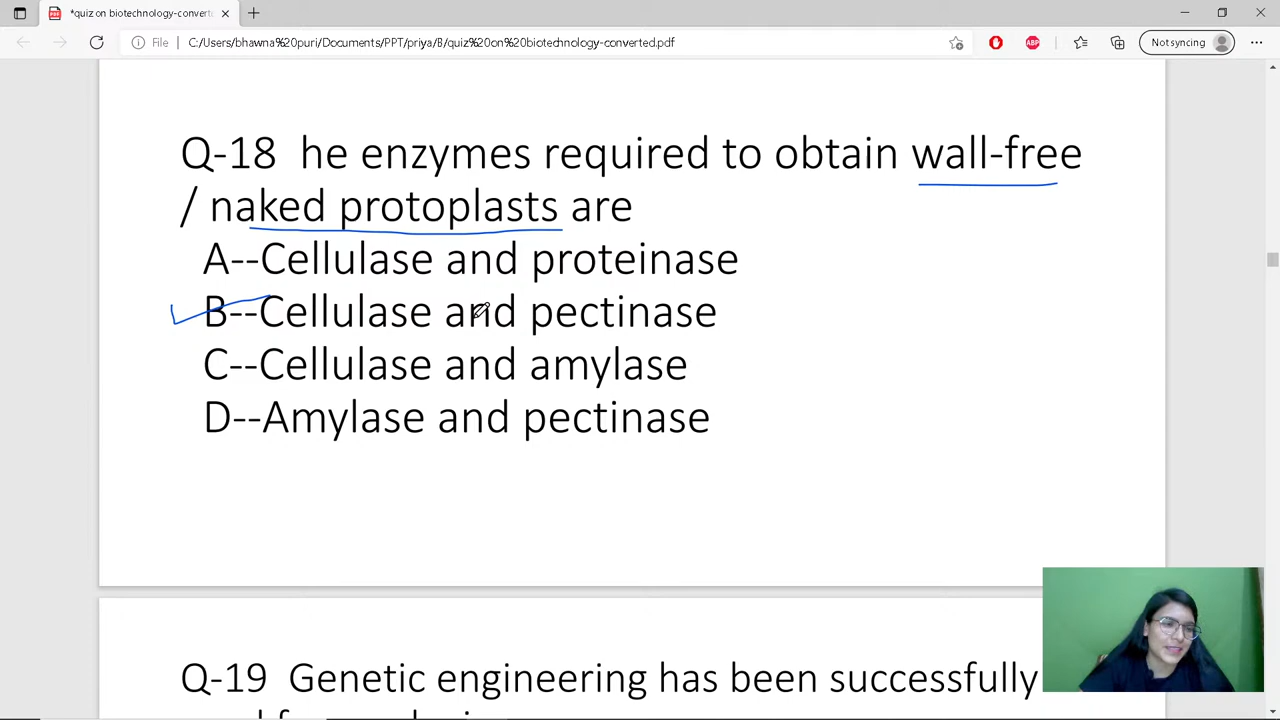 *quiz on biotechnology-convert
File
C:/Users/bhawna%20puri/Documents/PPT/priya/B/quiz%20on%20biotechnology-converted.pdf
ABP
Not syncing
Q-18 he enzymes required to obtain wall-free
/ naked protoplasts are
A--Cellulase and proteinase
B--Cellulase and pectinase
C--Cellulase and amylase
D--Amylase and pectinase
Q-19 Genetic engineering has been successfully